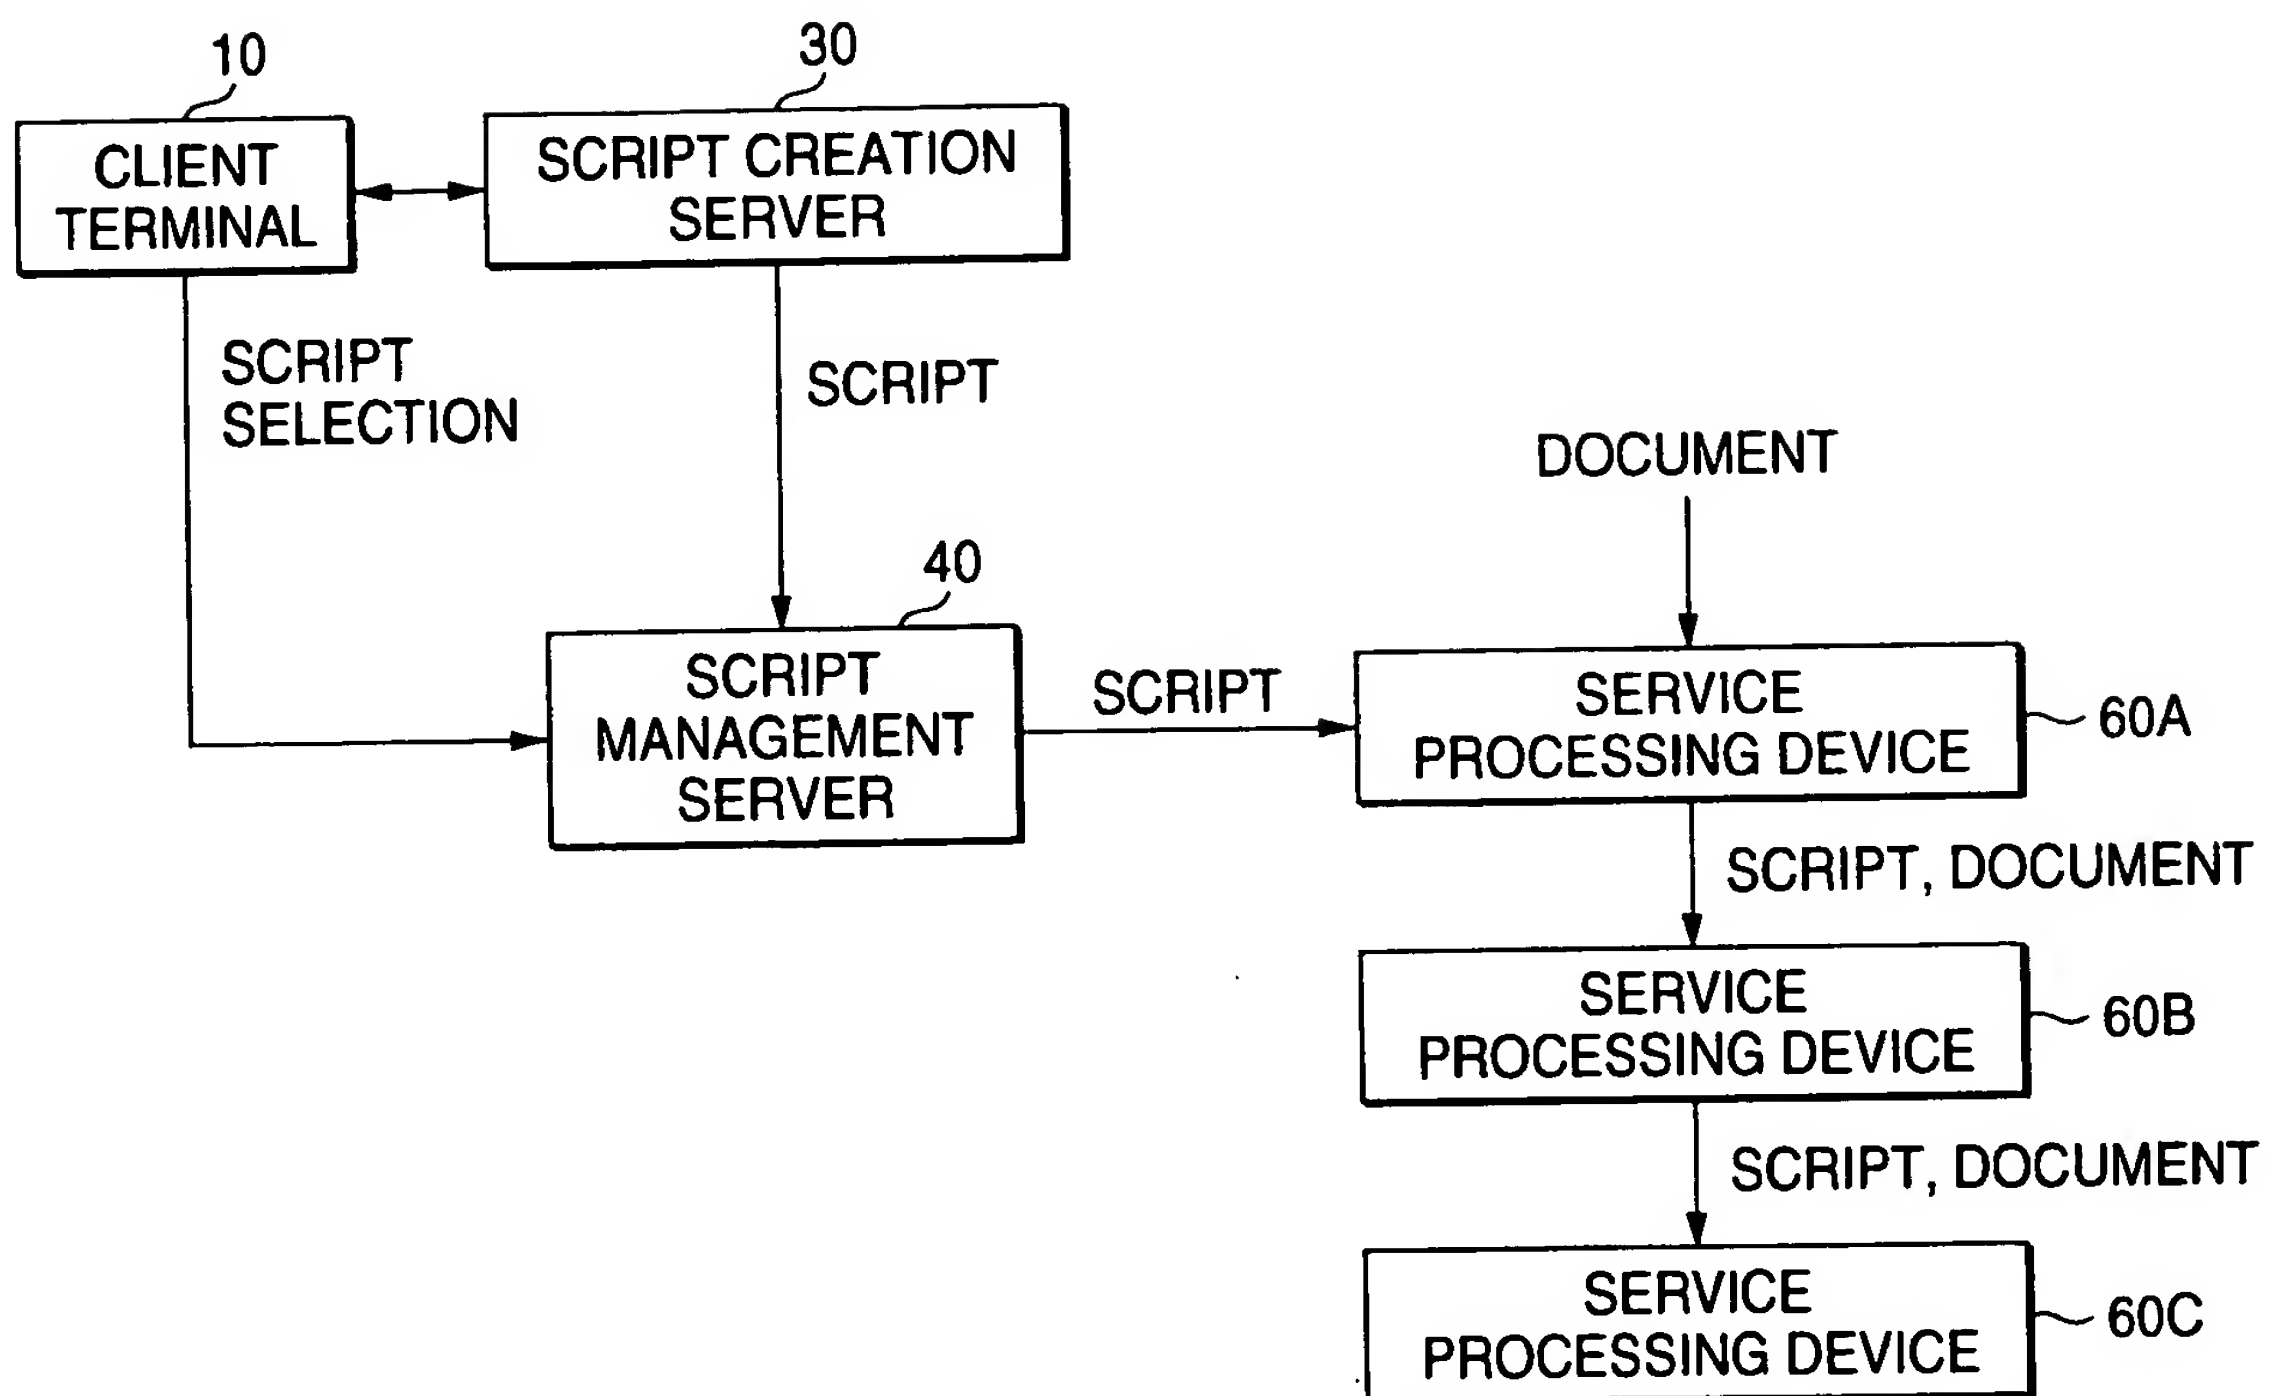 10
30
CLIENT
TERMINAL
SCRIPT CREATION
SERVER
SCRIPT
SELECTION
SCRIPT
DOCUMENT
40
SCRIPT
MANAGEMENT
SERVER
SCRIPT
SERVICE
PROCESSING DEVICE
60A
SCRIPT, DOCUMENT
SERVICE
PROCESSING DEVICE
60B
SCRIPT, DOCUMENT
SERVICE
PROCESSING DEVICE
60C